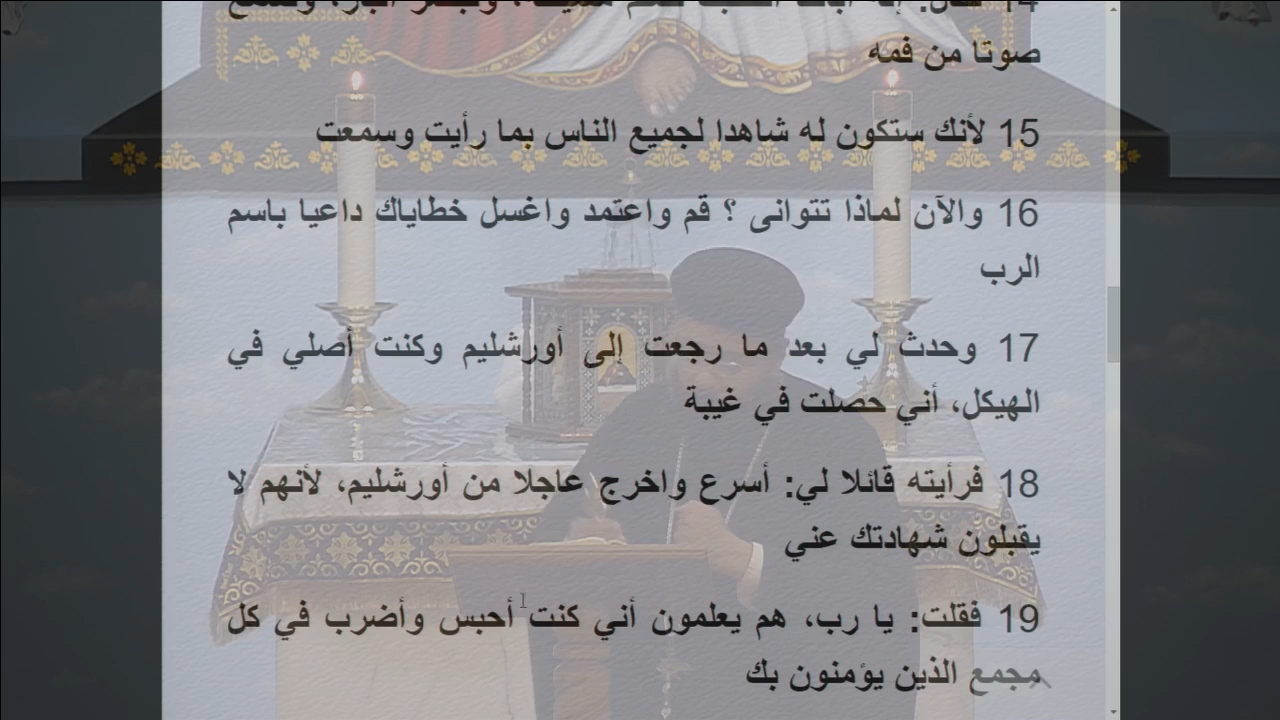 صوتا من فمه
15 لأنك ستكون له شاهدا لجميع الناس بما رأيت وسمعت
16 والآن لماذا تتوانى ؟ قم واعتمد واغسل خطاياك داعيا باسم
الرب
17 وحدث لي بعد ما رجعت إلى أورشليم وكنت أصلي في
الهيكل، أني حصلت في غيبة
18 فرأيته قائلا لي: أسرع واخرج عاجلا من أورشليم، لأنهم لا
يقبلون شهادتك عني
19 فقلت: يا رب، هم يعلمون أني كنت أحبس وأضرب في كل
مجمع الذين يؤمنون بك